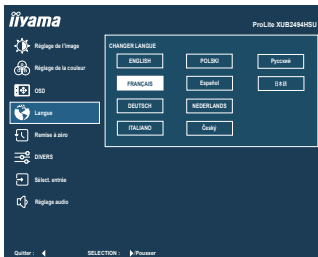 iiyama
ProLite XUB2494HSU
Réglage de l'image
Réglage de la couleur
OSD
Langue
Remise à zéro
DIVERS
Sélect. entrée
Réglage audio
CHANGER LANGUE
ENGLISH
POLSKI
Русский
FRANÇAIS
Español
日本語
DEUTSCH
NEDERLANDS
ITALIANO
Český
Quitter :
SELECTION : /Pousser